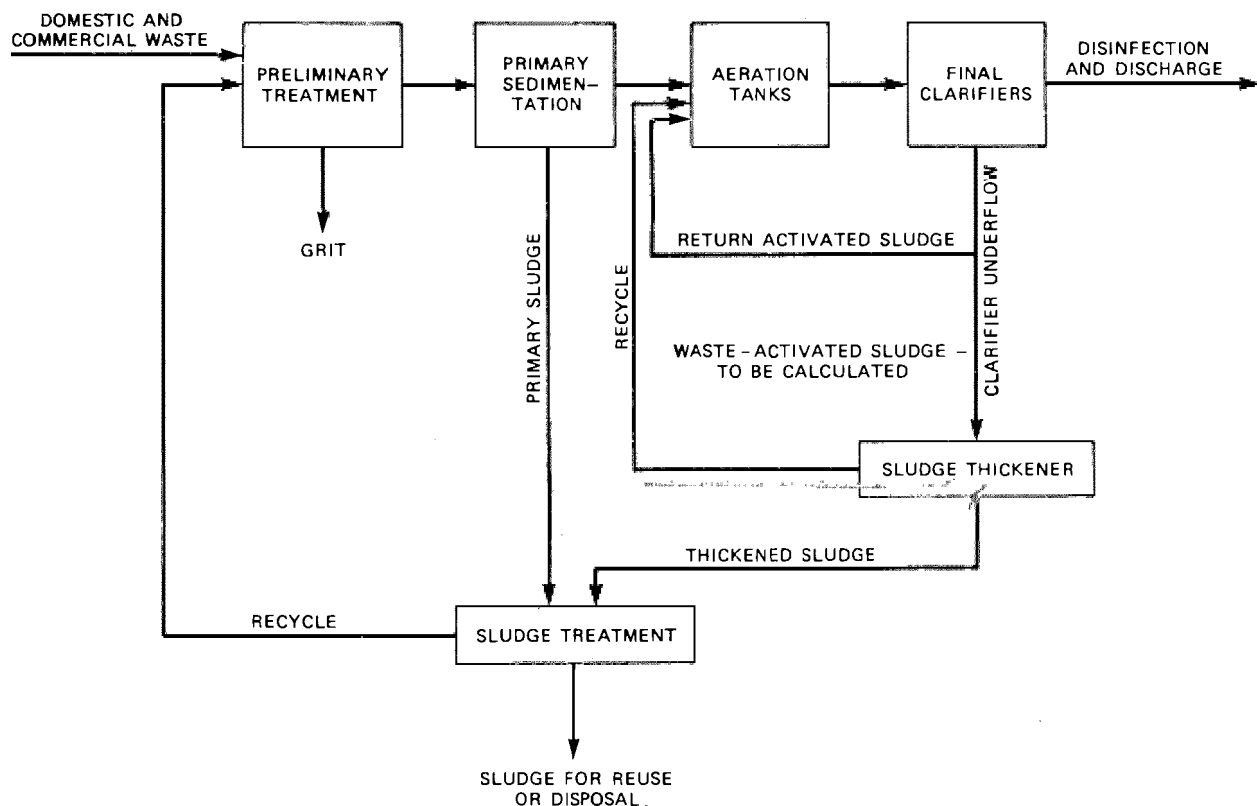 DOMESTIC AND
COMMERCIAL WASTE
PRELIMINARY
TREATMENT
PRIMARY
SEDIMEN-
TATION
AERATION
TANKS
FINAL
CLARIFIERS
DISINFECTION
AND DISCHARGE
GRIT
PRIMARY SLUDGE
RECYCLE
RETURN ACTIVATED SLUDGE
CLARIFIER UNDERFLOW
WASTE-ACTIVATED SLUDGE-
TO BE CALCULATED
SLUDGE THICKENER
THICKENED SLUDGE
RECYCLE
SLUDGE TREATMENT
SLUDGE FOR REUSE
OR DISPOSAL.